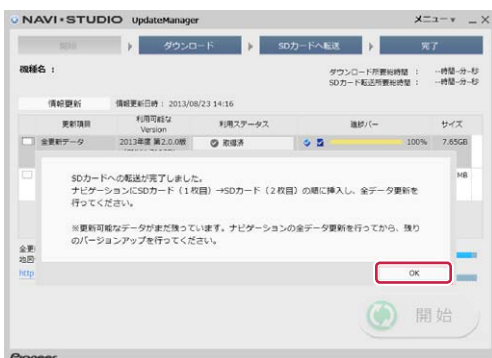 NAVI•STUDIO UpdateManager メニュー
開始 ダウンロード SDカードへ転送 完了
機種名 : ダウンロード所要総時間 : --時間--分--秒
SDカード転送所要総時間 : --時間--分--秒
情報更新 情報更新日時 : 2013/08/23 14:16
更新項目 利用可能な Version 利用ステータス 進捗バー サイズ
全更新データ 2013年度 第2.0.0版 取得済 100% 7.65GB
MB
SDカードへの転送が完了しました。
ナビゲーションにSDカード（1枚目）→SDカード（2枚目）の順に挿入し、全データ更新を
行ってください。
※更新可能なデータがまだ残っています。ナビゲーションの全データ更新を行ってから、残り
のバージョンアップを行ってください。
OK
全更
地図
http
開始
Pioneer